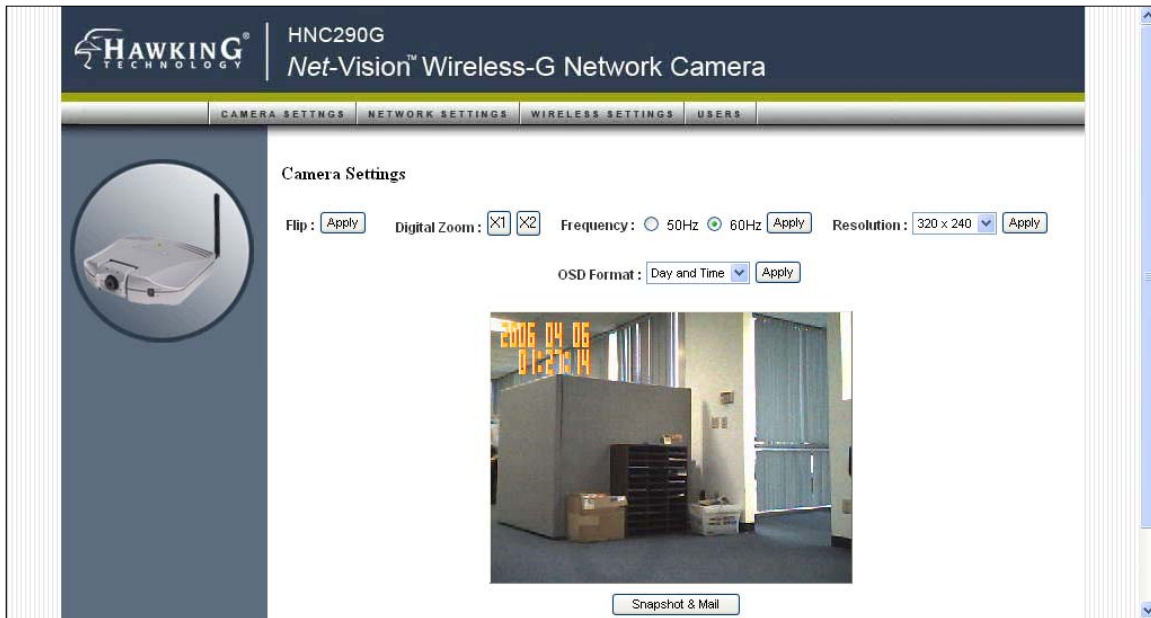 HAWKING®
TECHNOLOGY
HNC290G
Net-Vision™ Wireless-G Network Camera
CAMERA SETTNGS NETWORK SETTINGS WIRELESS SETTINGS USERS
Camera Settings
Flip : Apply Digital Zoom : X1 X2 Frequency : 50Hz 60Hz Apply Resolution : 320 x 240 Apply
OSD Format : Day and Time Apply
2006 04 06
01:27:14
Snapshot & Mail